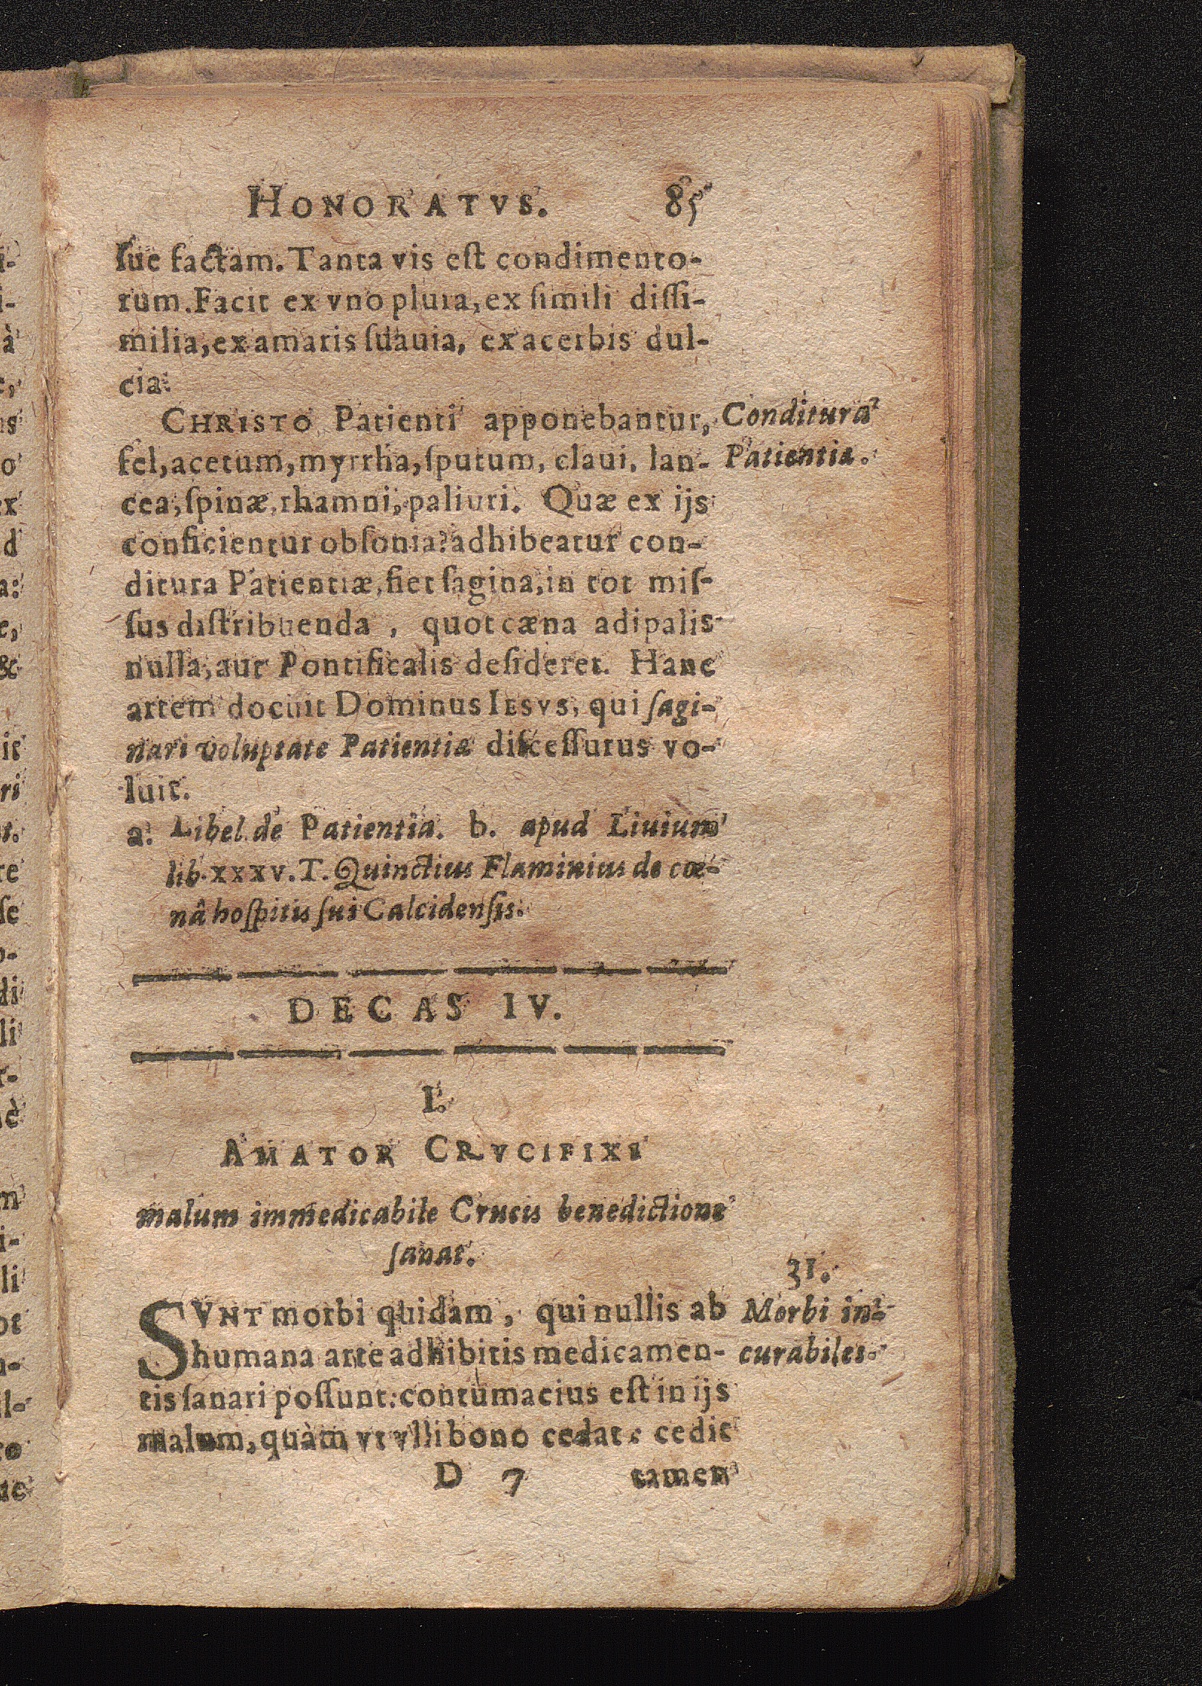 HONORATVS. 85
ſue factam. Tanta vis eſt condimento-
rum. Facit ex vno plura, ex ſimili diſſi-
milia, ex amaris ſuauia, ex acerbis dul-
cia.
CHRISTO Patienti apponebantur,
Conditura
fel, acetum, myrrha, ſputum, claui, lan-
Patientiæ.
cea, ſpinæ, rhamni, paliuri. Quæ ex ijs
conficientur obſonia? adhibeatur con-
ditura Patientiæ, fiet ſagina, in tot miſ-
ſus diſtribuenda, quot cæna adipalis
nulla, aut Pontificalis deſideret. Hanc
artem docuit Dominus IESVS, qui ſagi-
nari voluptate Patientiæ diſceſſurus vo-
luit.
a. Libel. de Patientia. b. apud Liuium
lib. xxxv. T. Quinctius Flaminius de cœ-
nâ hoſpitis ſui Calcidenſis.
DECAS IV.
I.
AMATOR CRVCIFIXI
malum immedicabile Crucis benedictione
ſanat.
31.
SVNT morbi quidam, qui nullis ab
Morbi in-
humana arte adhibitis medicamen-
curabiles.
tis ſanari poſſunt: contumacius eſt in ijs
malum, quàm vt vlli bono cedat: cedit
D 7 tamen